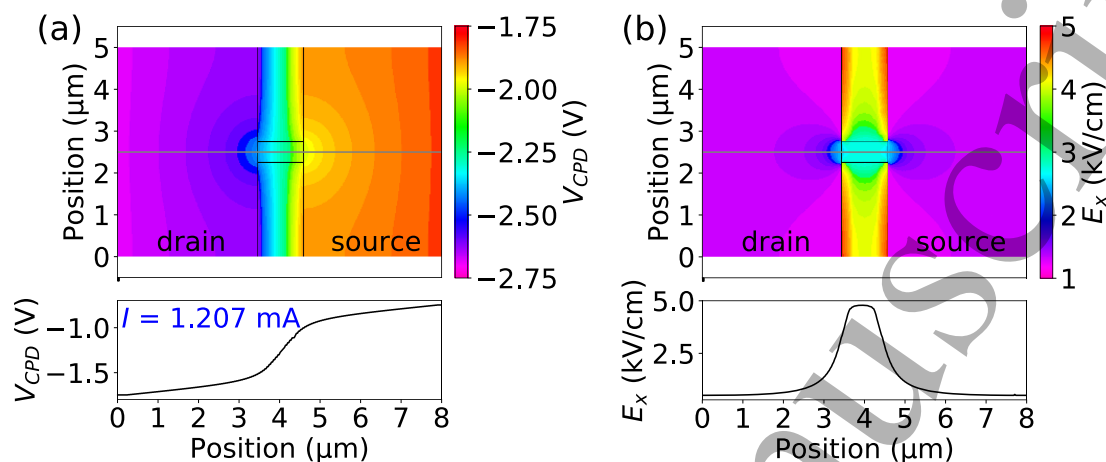 (a)
5
4
3
2
1
0
Position (µm)
drain
source
−1.75
−2.00
−2.25
−2.50
−2.75
V_CPD (V)
V_CPD (V)
−1.0
−1.5
I = 1.207 mA
0 1 2 3 4 5 6 7 8
Position (µm)
(b)
5
4
3
2
1
0
Position (µm)
drain
source
5
4
3
2
1
E_x (kV/cm)
E_x (kV/cm)
5.0
2.5
0 1 2 3 4 5 6 7 8
Position (µm)